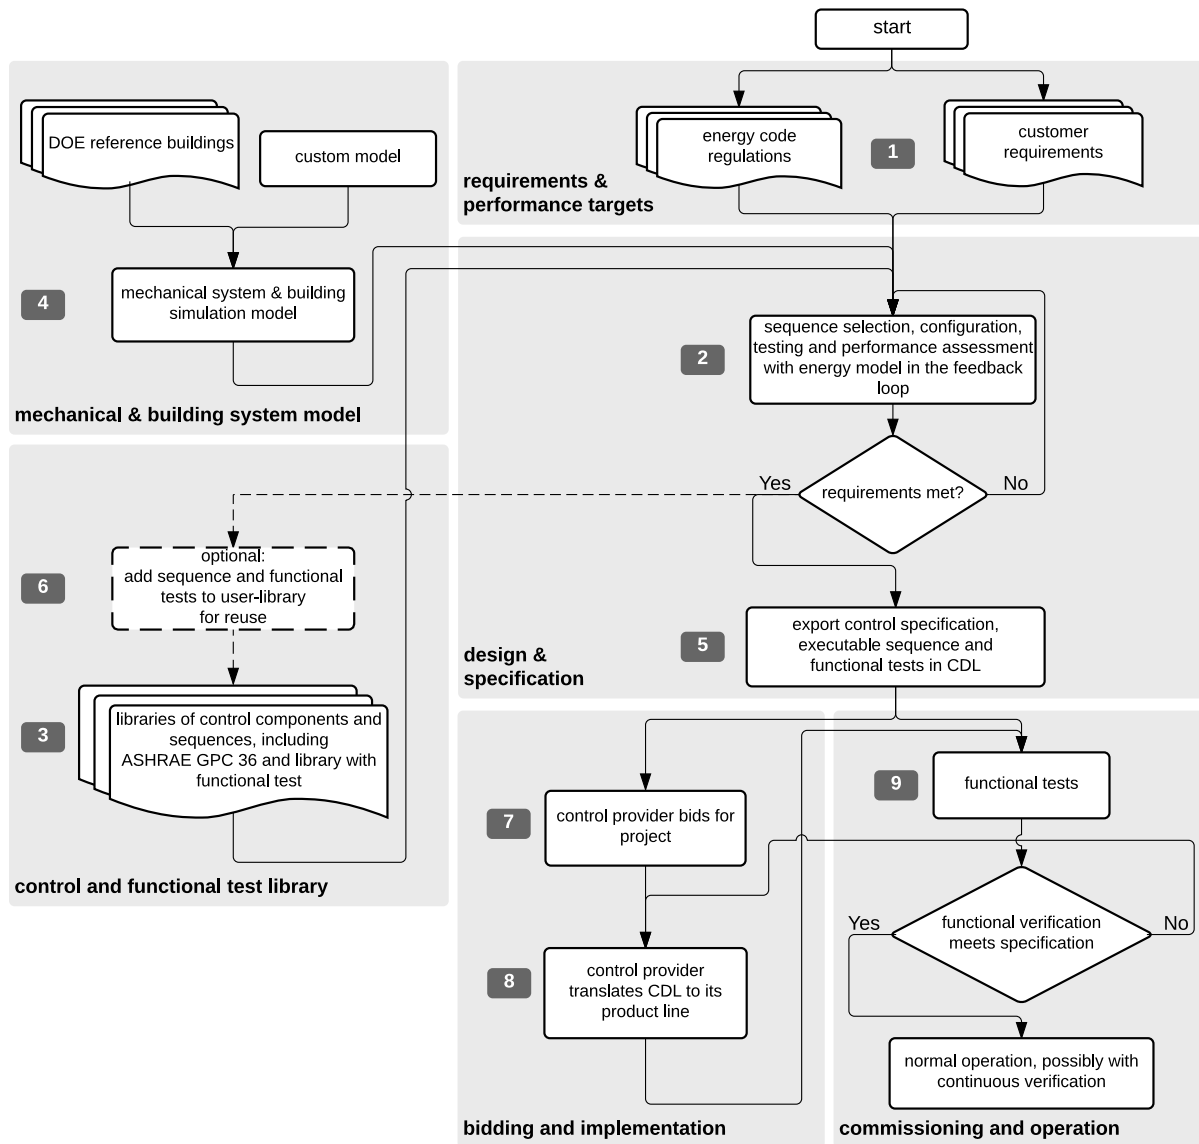 start
DOE reference buildings
custom model
mechanical system & building
simulation model
4
mechanical & building system model
energy code
regulations
1
customer
requirements
requirements &
performance targets
2
sequence selection, configuration,
testing and performance assessment
with energy model in the feedback
loop
Yes
requirements met?
No
5
export control specification,
executable sequence and
functional tests in CDL
design &
specification
6
optional:
add sequence and functional
tests to user-library
for reuse
3
libraries of control components and
sequences, including
ASHRAE GPC 36 and library with
functional test
control and functional test library
7
control provider bids for
project
8
control provider
translates CDL to its
product line
bidding and implementation
9
functional tests
Yes
functional verification
meets specification
No
normal operation, possibly with
continuous verification
commissioning and operation